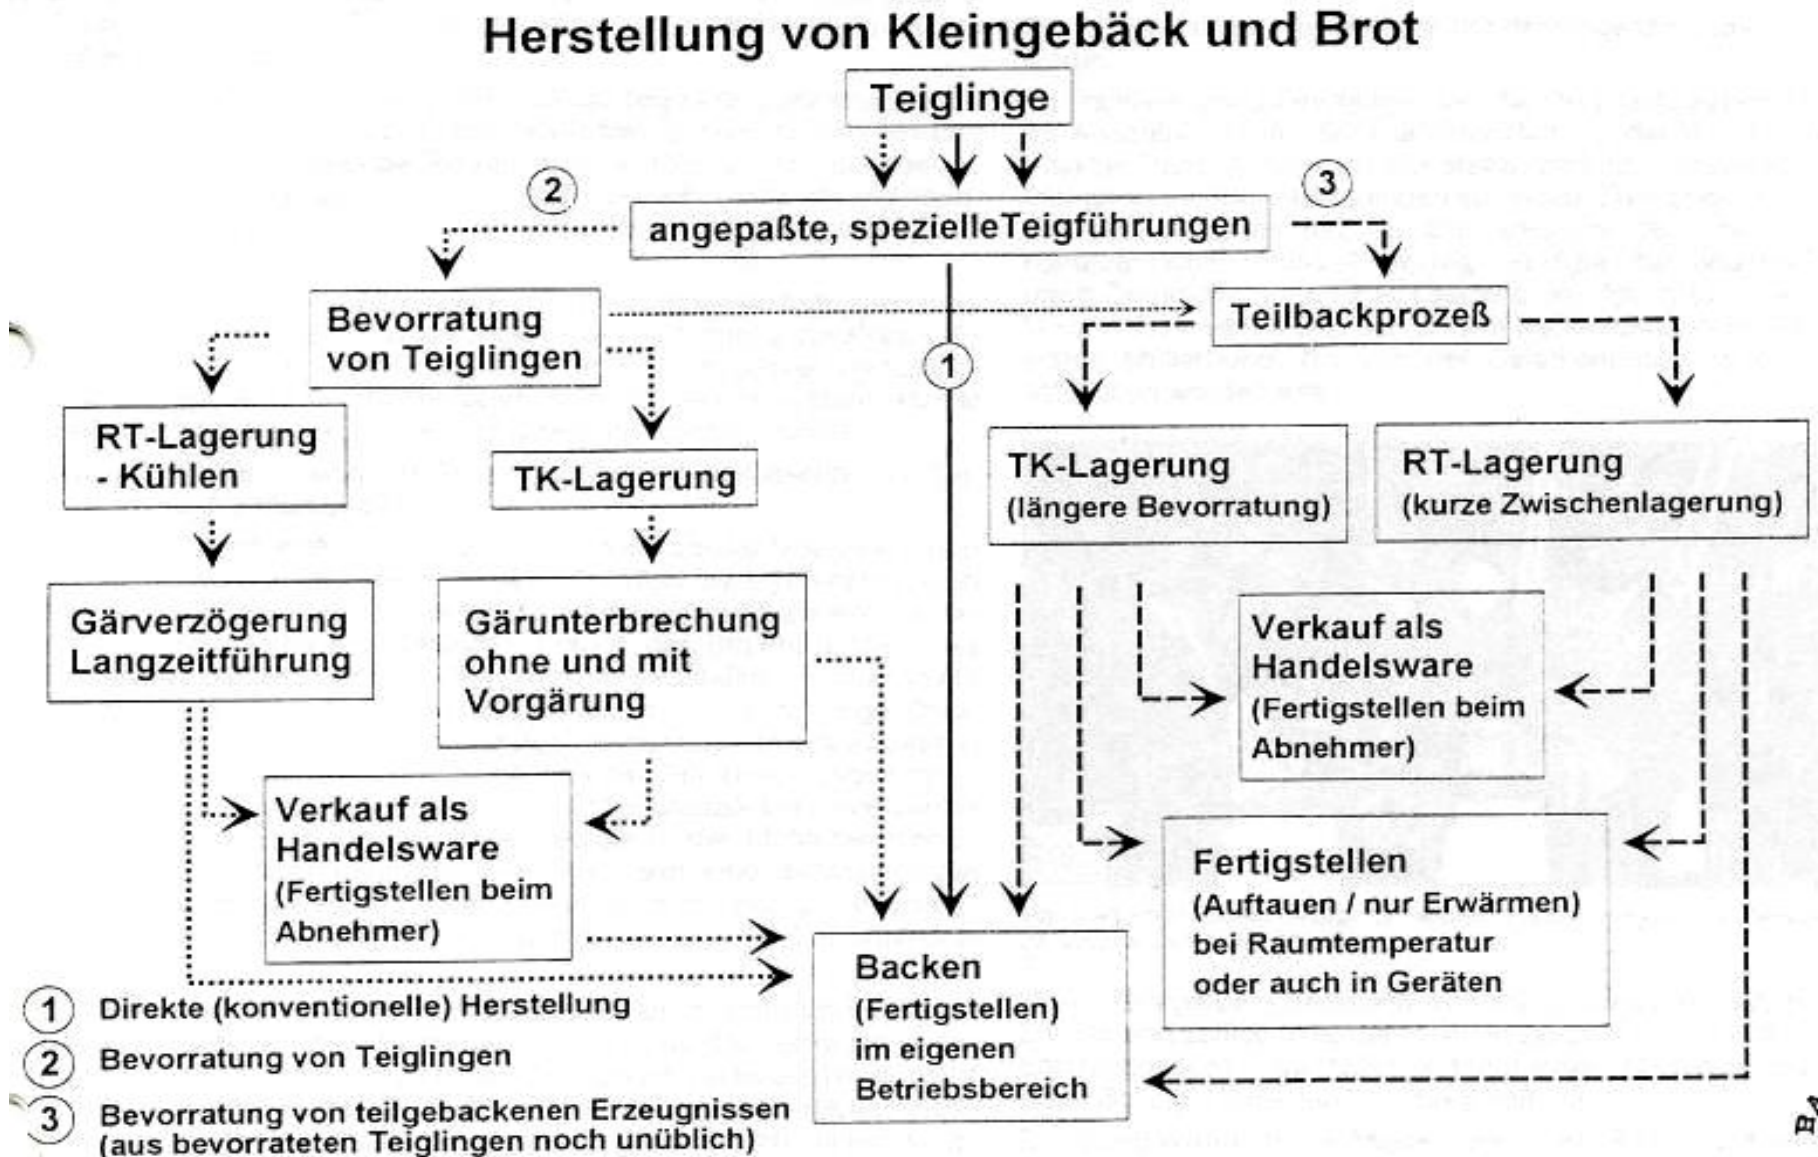 Herstellung von Kleingebäck und Brot
Teiglinge
2
3
angepaßte, spezielleTeigführungen
Bevorratung
von Teiglingen
Teilbackprozeß
1
RT-Lagerung
- Kühlen
TK-Lagerung
TK-Lagerung
(längere Bevorratung)
RT-Lagerung
(kurze Zwischenlagerung)
Gärverzögerung
Langzeitführung
Gärunterbrechung
ohne und mit
Vorgärung
Verkauf als
Handelsware
(Fertigstellen beim
Abnehmer)
Verkauf als
Handelsware
(Fertigstellen beim
Abnehmer)
Fertigstellen
(Auftauen / nur Erwärmen)
bei Raumtemperatur
oder auch in Geräten
Backen
(Fertigstellen)
im eigenen
Betriebsbereich
1 Direkte (konventionelle) Herstellung
2 Bevorratung von Teiglingen
3 Bevorratung von teilgebackenen Erzeugnissen
(aus bevorrateten Teiglingen noch unüblich)